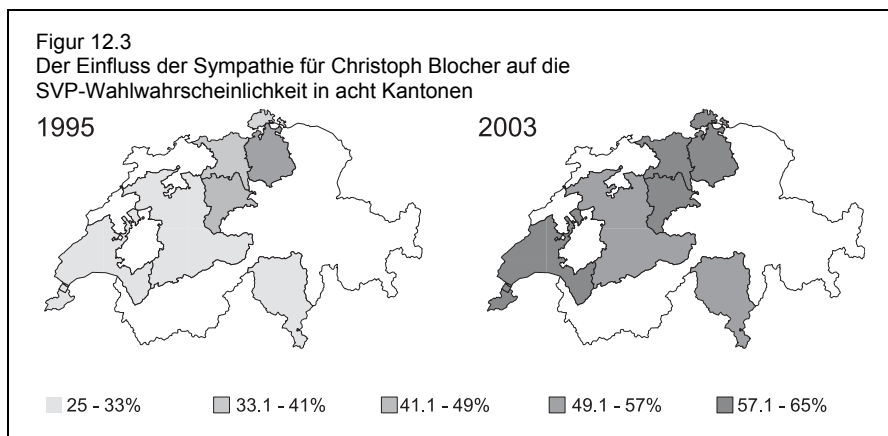 Figur 12.3
Der Einfluss der Sympathie für Christoph Blocher auf die
SVP-Wahlwahrscheinlichkeit in acht Kantonen
1995
2003
25 - 33%
33.1 - 41%
41.1 - 49%
49.1 - 57%
57.1 - 65%